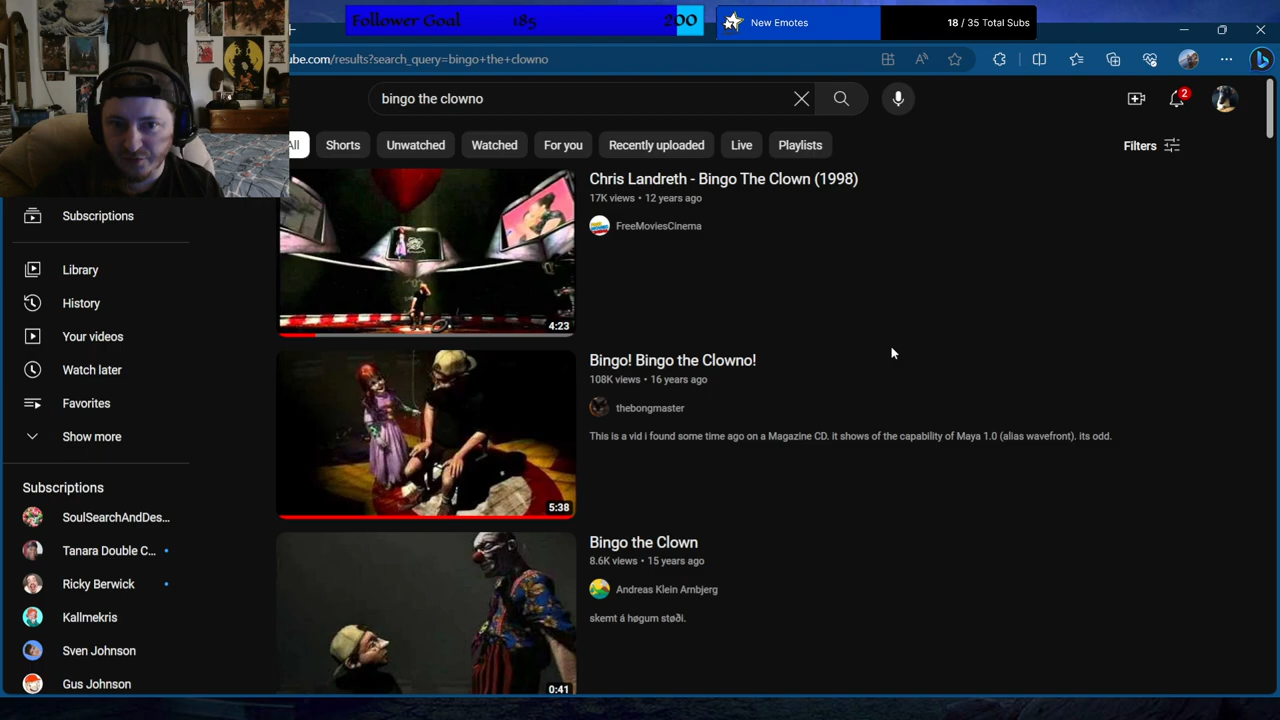 Follower Goal 185 200
New Emotes 18 / 35 Total Subs
ube.com/results?search_query=bingo+the+clowno
bingo the clowno
2
All Shorts Unwatched Watched For you Recently uploaded Live Playlists Filters
Subscriptions
Library
History
Your videos
Watch later
Favorites
Show more
Subscriptions
SoulSearchAndDes...
Tanara Double C...
Ricky Berwick
Kallmekris
Sven Johnson
Gus Johnson
Chris Landreth - Bingo The Clown (1998)
17K views • 12 years ago
FreeMoviesCinema
4:23
Bingo! Bingo the Clowno!
108K views • 16 years ago
thebongmaster
This is a vid i found some time ago on a Magazine CD. it shows of the capability of Maya 1.0 (alias wavefront). its odd.
5:38
Bingo the Clown
8.6K views • 15 years ago
Andreas Klein Arnbjerg
skemt á høgum støði.
0:41